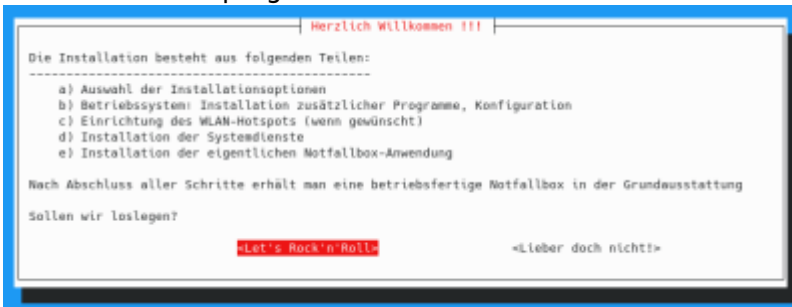 Herzlich Willkommen !!!
Die Installation besteht aus folgenden Teilen:
----------------------------------------------
a) Auswahl der Installationsoptionen
b) Betriebssystem: Installation zusätzlicher Programme, Konfiguration
c) Einrichtung des WLAN-Hotspots (wenn gewünscht)
d) Installation der Systemdienste
e) Installation der eigentlichen Notfallbox-Anwendung
Nach Abschluss aller Schritte erhält man eine betriebsfertige Notfallbox in der Grundausstattung
Sollen wir loslegen?
<Let's Rock'n'Roll> <Lieber doch nicht!>